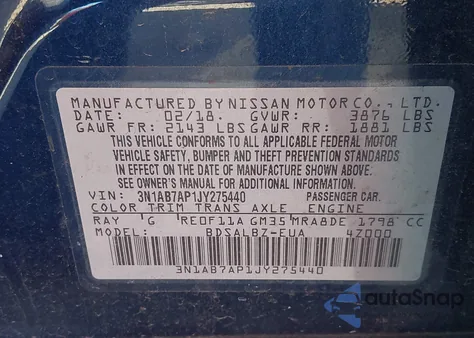 MANUFACTURED BY NISSAN MOTOR CO., LTD.
DATE: 02/18. GVWR: 3876 LBS
GAWR FR: 2143 LBS GAWR RR: 1881 LBS
THIS VEHICLE CONFORMS TO ALL APPLICABLE FEDERAL MOTOR
VEHICLE SAFETY, BUMPER AND THEFT PREVENTION STANDARDS
IN EFFECT ON THE DATE OF MANUFACTURE SHOWN ABOVE.
SEE OWNER'S MANUAL FOR ADDITIONAL INFORMATION.
VIN: 3N1AB7AP1JY275440 PASSENGER CAR.
COLOR TRIM TRANS AXLE ENGINE
RAY G RE0F11A GM35 MRA8DE 1798 CC
MODEL: BDSALBZ-EUA 4Z000
3N1AB7AP1JY275440
autoSnap